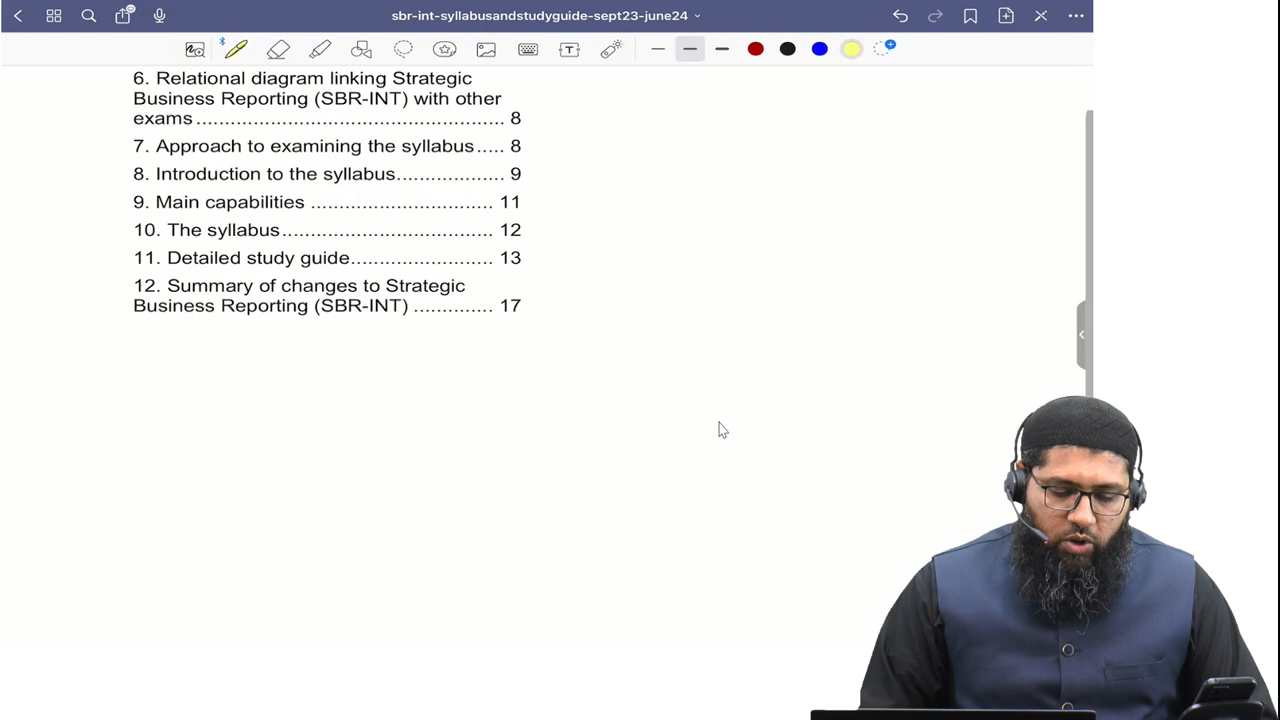 sbr-int-syllabusandstudyguide-sept23-june24
6. Relational diagram linking Strategic
Business Reporting (SBR-INT) with other
exams ..................................................... 8
7. Approach to examining the syllabus ..... 8
8. Introduction to the syllabus................... 9
9. Main capabilities ................................ 11
10. The syllabus..................................... 12
11. Detailed study guide......................... 13
12. Summary of changes to Strategic
Business Reporting (SBR-INT) .............. 17